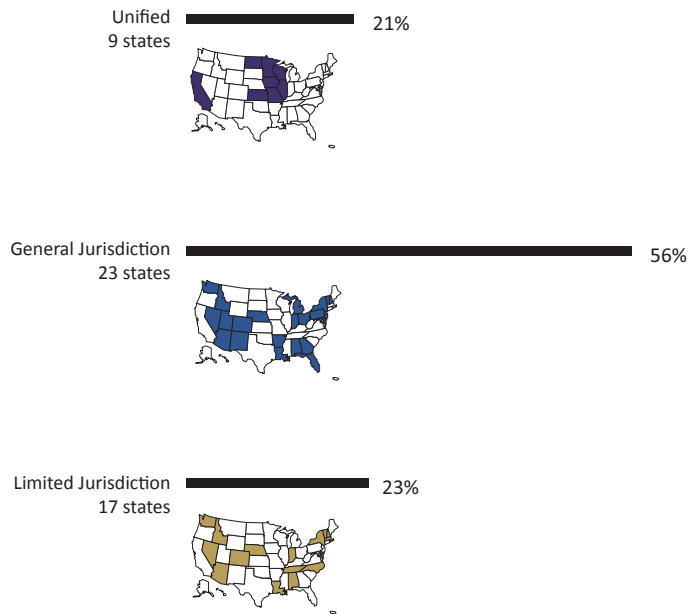 Unified
9 states
21%
General Jurisdiction
23 states
56%
Limited Jurisdiction
17 states
23%